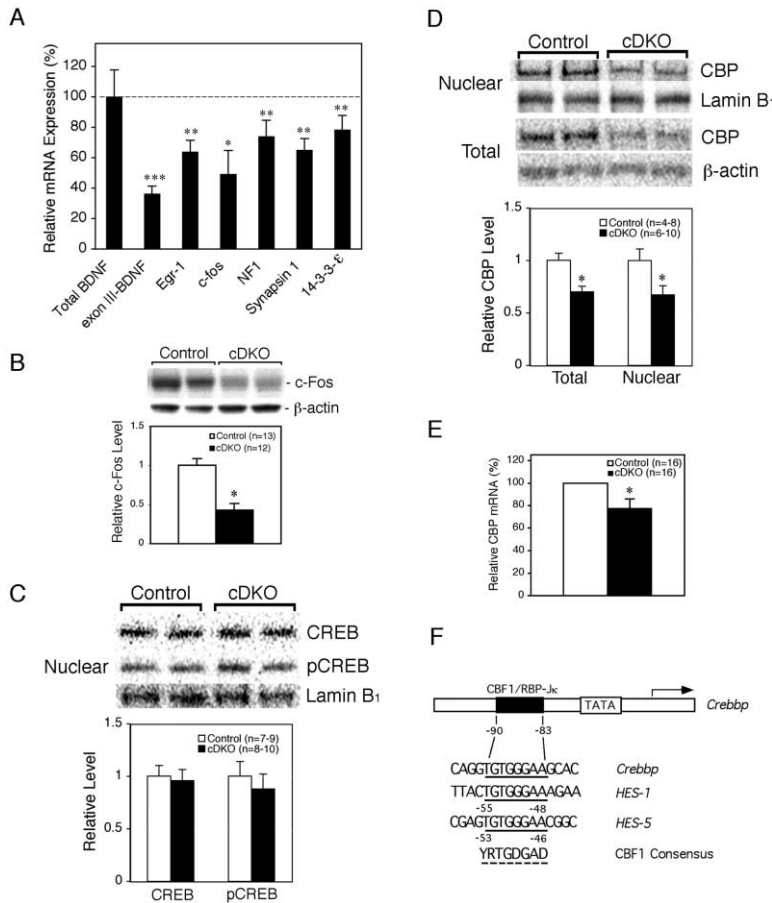 A
Relative mRNA Expression (%)
120
100
80
60
40
20
0
***
**
*
**
**
**
Total BDNF
exon III-BDNF
Egr-1
c-fos
NF1
Synapsin 1
14-3-3-ε
B
Control cDKO
- c-Fos
- β-actin
Relative c-Fos Level
1.5
1
0.5
0
Control (n=13)
cDKO (n=12)
*
C
Control cDKO
Nuclear
CREB
pCREB
Lamin B1
Relative Level
1.5
1
0.5
0
Control (n=7-9)
cDKO (n=8-10)
CREB pCREB
D
Control cDKO
Nuclear
CBP
Lamin B1
Total
CBP
β-actin
Relative CBP Level
1.5
1
0.5
0
Control (n=4-8)
cDKO (n=6-10)
* *
Total Nuclear
E
Relative CBP mRNA (%)
120
100
80
60
40
20
0
Control (n=16)
cDKO (n=16)
*
F
CBF1/RBP-Jκ
TATA
Crebbp
-90 -83
CAGGTGTGGGAAGCAC Crebbp
TTACTGTGGGAAAGAA HES-1
-55 -48
CGAGTGTGGGAACGGC HES-5
-53 -46
YRTGDGAD CBF1 Consensus